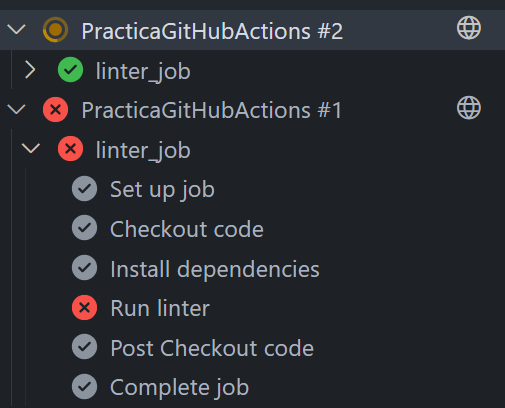 PracticaGitHubActions #2
linter_job
PracticaGitHubActions #1
linter_job
Set up job
Checkout code
Install dependencies
Run linter
Post Checkout code
Complete job